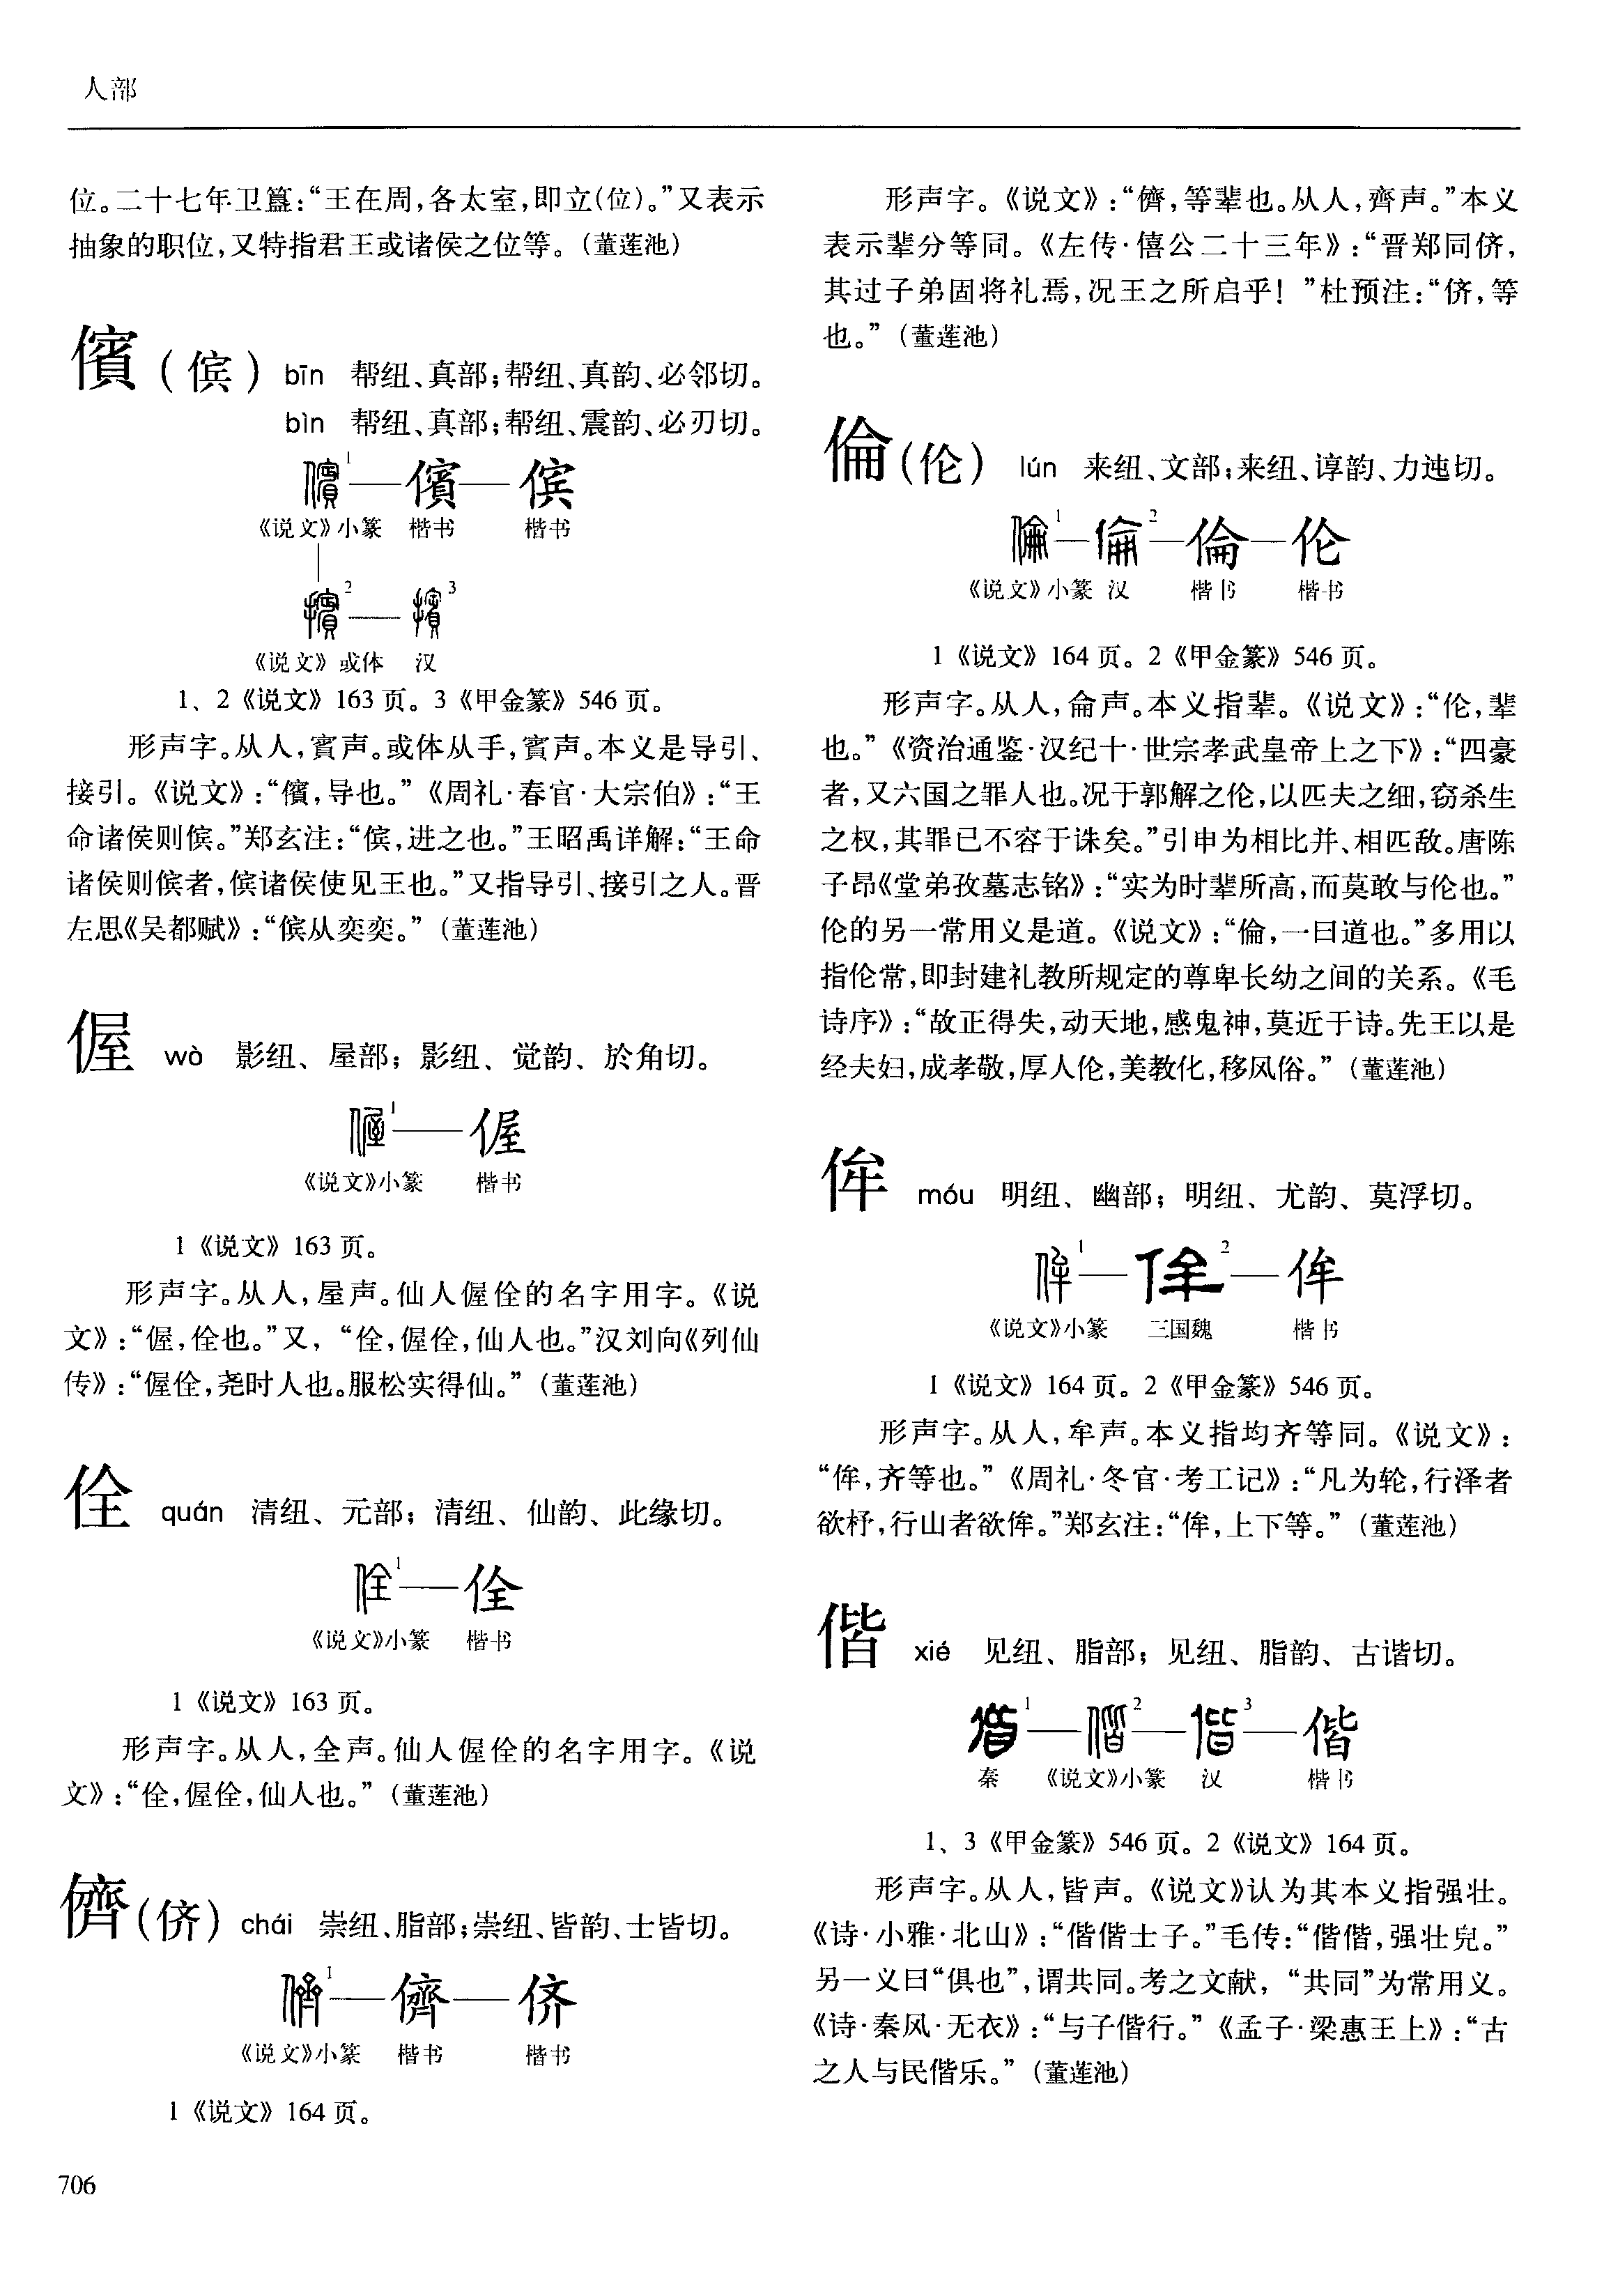 人部
位。二十七年卫簋：“王在周，各太室，即立(位)。”又表示
抽象的职位，又特指君王或诸侯之位等。（董莲池）
儐（傧）bīn 帮纽、真部；帮纽、真韵、必邻切。
bìn 帮纽、真部；帮纽、震韵、必刃切。
儐1—儐—傧
《说文》小篆 楷书 楷书
擯2—擯3
《说文》或体 汉
1、2《说文》163页。3《甲金篆》546页。
形声字。从人，賓声。或体从手，賓声。本义是导引、
接引。《说文》：“儐，导也。”《周礼·春官·大宗伯》：“王
命诸侯则傧。”郑玄注：“傧，进之也。”王昭禹详解：“王命
诸侯则傧者，傧诸侯使见王也。”又指导引、接引之人。晋
左思《吴都赋》：“傧从奕奕。”（董莲池）
偓 wò 影纽、屋部；影纽、觉韵、於角切。
偓1—偓
《说文》小篆 楷书
1《说文》163页。
形声字。从人，屋声。仙人偓佺的名字用字。《说
文》：“偓，佺也。”又，“佺，偓佺，仙人也。”汉刘向《列仙
传》：“偓佺，尧时人也。服松实得仙。”（董莲池）
佺 quán 清纽、元部；清纽、仙韵、此缘切。
佺1—佺
《说文》小篆 楷书
1《说文》163页。
形声字。从人，全声。仙人偓佺的名字用字。《说
文》：“佺，偓佺，仙人也。”（董莲池）
儕（侪）chái 崇纽、脂部；崇纽、皆韵、士皆切。
儕1—儕—侪
《说文》小篆 楷书 楷书
1《说文》164页。
形声字。《说文》：“儕，等辈也。从人，齊声。”本义
表示辈分等同。《左传·僖公二十三年》：“晋郑同侪，
其过子弟固将礼焉，况王之所启乎！”杜预注：“侪，等
也。”（董莲池）
倫（伦）lún 来纽、文部；来纽、谆韵、力迍切。
倫1—倫2—倫—伦
《说文》小篆 汉 楷书 楷书
1《说文》164页。2《甲金篆》546页。
形声字。从人，侖声。本义指辈。《说文》：“伦，辈
也。”《资治通鉴·汉纪十·世宗孝武皇帝上之下》：“四豪
者，又六国之罪人也。况于郭解之伦，以匹夫之细，窃杀生
之权，其罪已不容于诛矣。”引申为相比并、相匹敌。唐陈
子昂《堂弟孜墓志铭》：“实为时辈所高，而莫敢与伦也。”
伦的另一常用义是道。《说文》：“倫，一曰道也。”多用以
指伦常，即封建礼教所规定的尊卑长幼之间的关系。《毛
诗序》：“故正得失，动天地，感鬼神，莫近于诗。先王以是
经夫妇，成孝敬，厚人伦，美教化，移风俗。”（董莲池）
侔 móu 明纽、幽部；明纽、尤韵、莫浮切。
侔1—侔2—侔
《说文》小篆 三国魏 楷书
1《说文》164页。2《甲金篆》546页。
形声字。从人，牟声。本义指均齐等同。《说文》：
“侔，齐等也。”《周礼·冬官·考工记》：“凡为轮，行泽者
欲杼，行山者欲侔。”郑玄注：“侔，上下等。”（董莲池）
偕 xié 见纽、脂部；见纽、脂韵、古谐切。
偕1—偕2—偕3—偕
秦 《说文》小篆 汉 楷书
1、3《甲金篆》546页。2《说文》164页。
形声字。从人，皆声。《说文》认为其本义指强壮。
《诗·小雅·北山》：“偕偕士子。”毛传：“偕偕，强壮皃。”
另一义曰“俱也”，谓共同。考之文献，“共同”为常用义。
《诗·秦风·无衣》：“与子偕行。”《孟子·梁惠王上》：“古
之人与民偕乐。”（董莲池）
706